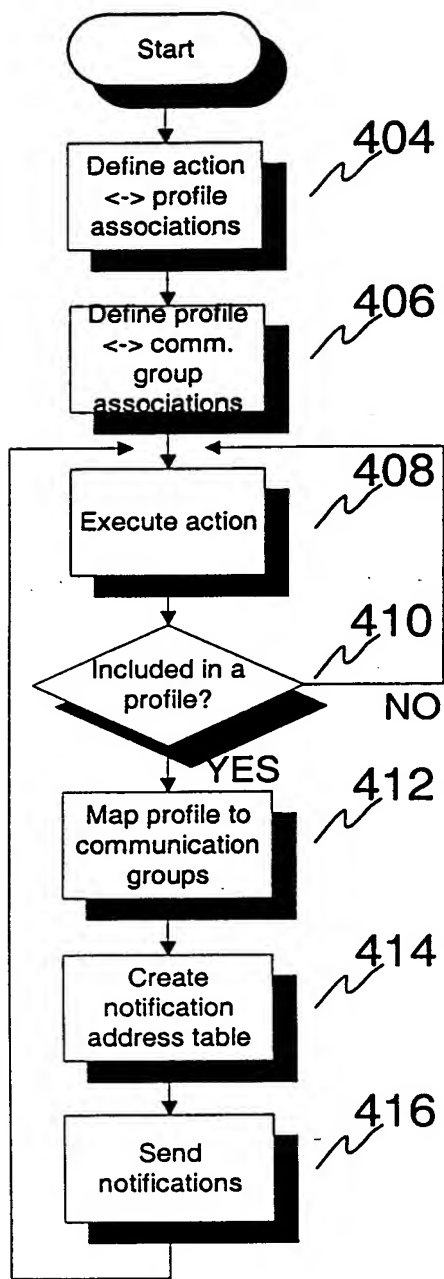 Start
404
Define action
<-> profile
associations
406
Define profile
<-> comm.
group
associations
408
Execute action
410
Included in a
profile?
NO
YES
412
Map profile to
communication
groups
414
Create
notification
address table
416
Send
notifications